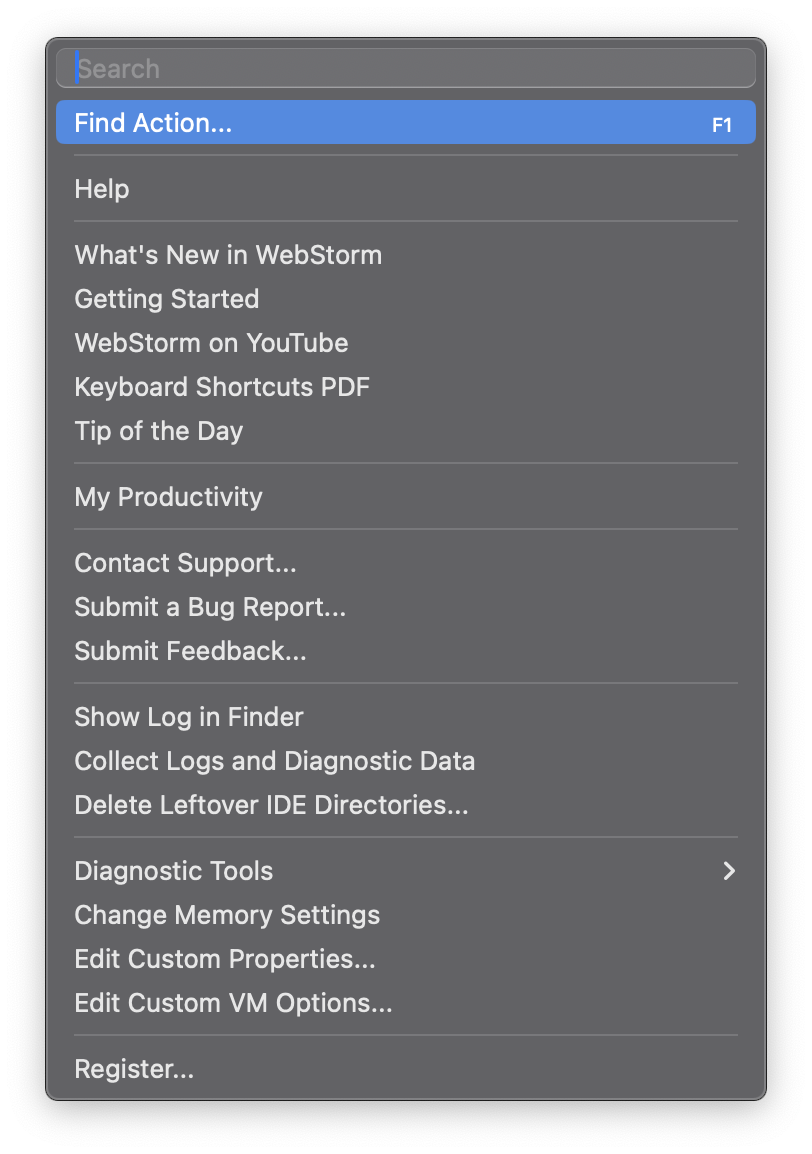 Search
Find Action... F1
Help
What's New in WebStorm
Getting Started
WebStorm on YouTube
Keyboard Shortcuts PDF
Tip of the Day
My Productivity
Contact Support...
Submit a Bug Report...
Submit Feedback...
Show Log in Finder
Collect Logs and Diagnostic Data
Delete Leftover IDE Directories...
Diagnostic Tools
Change Memory Settings
Edit Custom Properties...
Edit Custom VM Options...
Register...